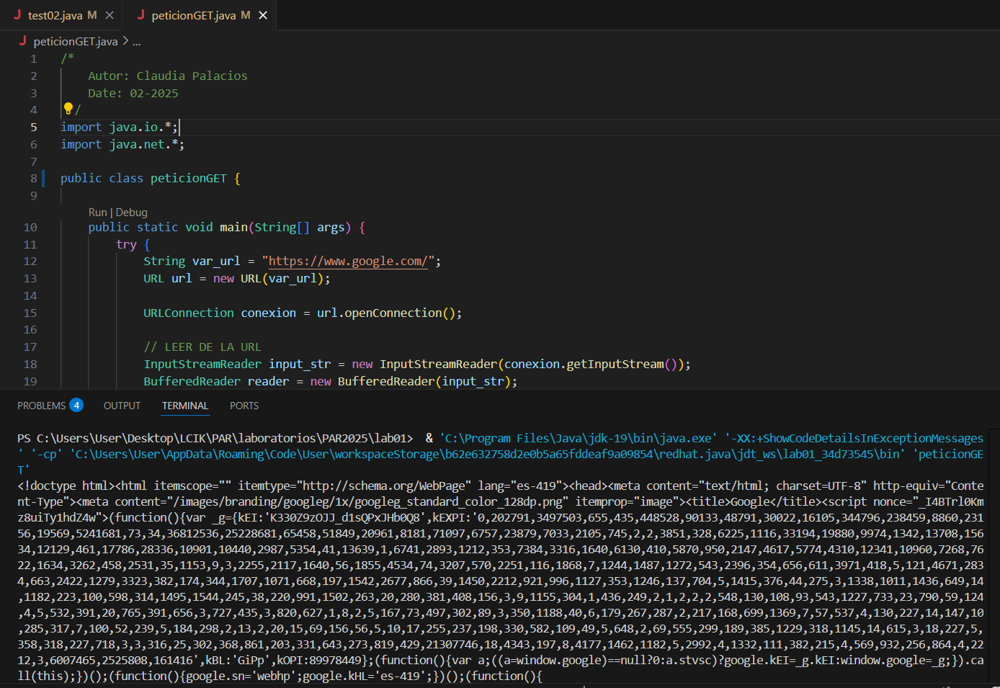 test02.java M
peticionGET.java M
peticionGET.java > ...
1 /*
2 Autor: Claudia Palacios
3 Date: 02-2025
4 /
5 import java.io.*;
6 import java.net.*;
7
8 public class peticionGET {
9
Run | Debug
10 public static void main(String[] args) {
11 try {
12 String var_url = "https://www.google.com/";
13 URL url = new URL(var_url);
14
15 URLConnection conexion = url.openConnection();
16
17 // LEER DE LA URL
18 InputStreamReader input_str = new InputStreamReader(conexion.getInputStream());
19 BufferedReader reader = new BufferedReader(input_str);
PROBLEMS 4 OUTPUT TERMINAL PORTS
PS C:\Users\User\Desktop\LCIK\PAR\laboratorios\PAR2025\lab01> & 'C:\Program Files\Java\jdk-19\bin\java.exe' '-XX:+ShowCodeDetailsInExceptionMessages
' '-cp' 'C:\Users\User\AppData\Roaming\Code\User\workspaceStorage\b62e632758d2e0b5a65fddeaf9a09854\redhat.java\jdt_ws\lab01_34d73545\bin' 'peticionGE
T'
<!doctype html><html itemscope="" itemtype="http://schema.org/WebPage" lang="es-419"><head><meta content="text/html; charset=UTF-8" http-equiv="Conte
nt-Type"><meta content="/images/branding/googleg/1x/googleg_standard_color_128dp.png" itemprop="image"><title>Google</title><script nonce="_I4BTrl0Km
z8uiTy1hdZ4w">(function(){var _g={kEI:'K330Z9zOJJ_d1sQPxJHb0Q8',kEXPI:'0,202791,3497503,655,435,448528,90133,48791,30022,16105,344796,238459,8860,231
56,19569,5241681,73,34,36812536,25228681,65458,51849,20961,8181,71097,6757,23879,7033,2105,745,2,2,3851,328,6225,1116,33194,19880,9974,1342,13708,156
34,12129,461,17786,28336,10901,10440,2987,5354,41,13639,1,6741,2893,1212,353,7384,3316,1640,6130,410,5870,950,2147,4617,5774,4310,12341,10960,7268,76
22,1634,3262,458,2531,35,1153,9,3,2255,2117,1640,56,1855,4534,74,3207,570,2251,116,1868,7,1244,1487,1272,543,2396,354,656,611,3971,418,5,121,4671,283
4,663,2422,1279,3323,382,174,344,1707,1071,668,197,1542,2677,866,39,1450,2212,921,996,1127,353,1246,137,704,5,1415,376,44,275,3,1338,1011,1436,649,14
,1182,223,100,598,314,1495,1544,245,38,220,991,1502,263,20,280,381,408,156,3,9,1155,304,1,436,249,2,1,2,2,2,548,130,108,93,543,1227,733,23,790,59,124
,4,5,532,391,20,765,391,656,3,727,435,3,820,627,1,8,2,5,167,73,497,302,89,3,350,1188,40,6,179,267,287,2,217,168,699,1369,7,57,537,4,130,227,14,147,10
,285,317,7,100,52,239,5,184,298,2,13,2,20,15,69,156,56,5,10,17,255,237,198,330,582,109,49,5,648,2,69,555,299,189,385,1229,318,1145,14,615,3,18,227,5,
358,318,227,718,3,3,316,25,302,368,861,203,331,643,273,819,429,21307746,18,4343,197,8,4177,1462,1182,5,2992,4,1332,111,382,215,4,569,932,256,864,4,22
12,3,6007465,2525808,161416',kBL:'GiPp',kOPI:89978449};(function(){var a;((a=window.google)==null?0:a.stvsc)?google.kEI=_g.kEI:window.google=_g;}).ca
ll(this);})();(function(){google.sn='webhp';google.kHL='es-419';})();(function(){